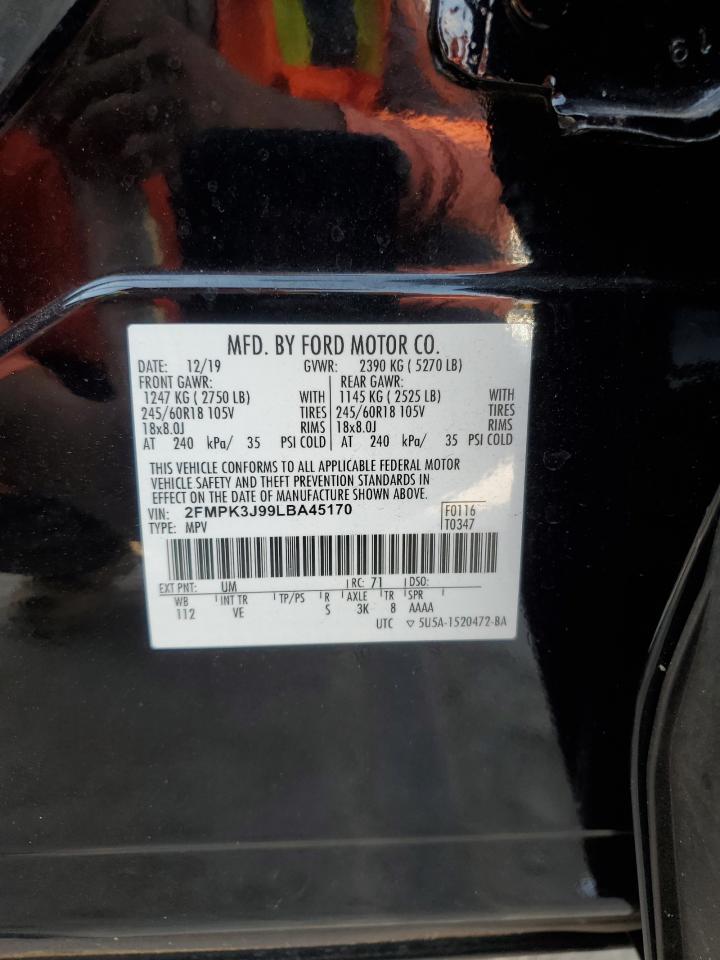 19
MFD. BY FORD MOTOR CO.
DATE: 12/19 GVWR: 2390 KG ( 5270 LB)
FRONT GAWR: REAR GAWR:
1247 KG ( 2750 LB) WITH 1145 KG ( 2525 LB) WITH
245/60R18 105V TIRES 245/60R18 105V TIRES
18x8.0J RIMS 18x8.0J RIMS
AT 240 kPa/ 35 PSI COLD AT 240 kPa/ 35 PSI COLD
THIS VEHICLE CONFORMS TO ALL APPLICABLE FEDERAL MOTOR
VEHICLE SAFETY AND THEFT PREVENTION STANDARDS IN
EFFECT ON THE DATE OF MANUFACTURE SHOWN ABOVE.
VIN: 2FMPK3J99LBA45170 F0116
TYPE: MPV T0347
EXT PNT: UM RC: 71 DSO:
WB INT TR TP/PS R AXLE TR SPR
112 VE S 3K 8 AAAA
UTC ▽ 5U5A-1520472-BA